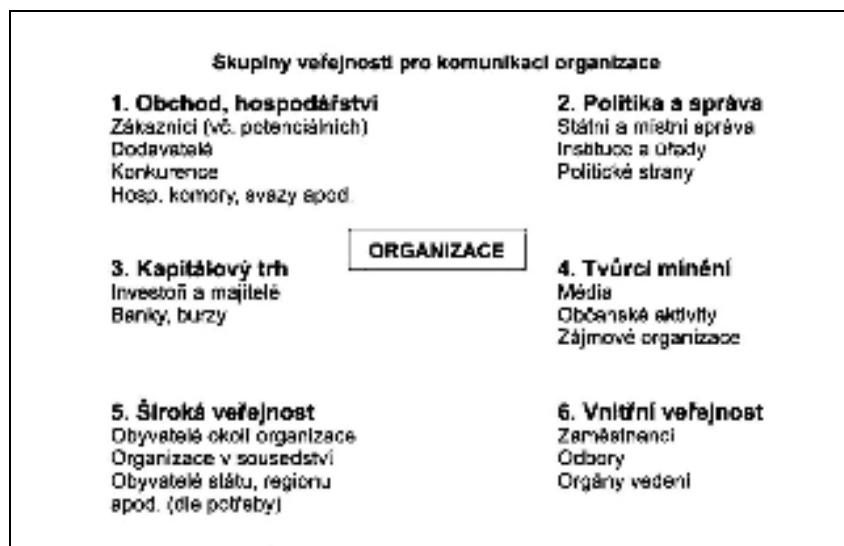 Skupiny veřejnosti pro komunikaci organizace
1. Obchod, hospodářství
Zákazníci (vč. potenciálních)
Dodavatelé
Konkurence
Hosp. komory, svazy apod.
2. Politika a správa
Státní a místní správa
Instituce a úřady
Politické strany
ORGANIZACE
3. Kapitálový trh
Investoři a majitelé
Banky, burzy
4. Tvůrci mínění
Média
Občanské aktivity
Zájmové organizace
5. Široká veřejnost
Obyvatelé okolí organizace
Organizace v sousedství
Obyvatelé státu, regionu
apod. (dle potřeby)
6. Vnitřní veřejnost
Zaměstnanci
Odbory
Orgány vedení